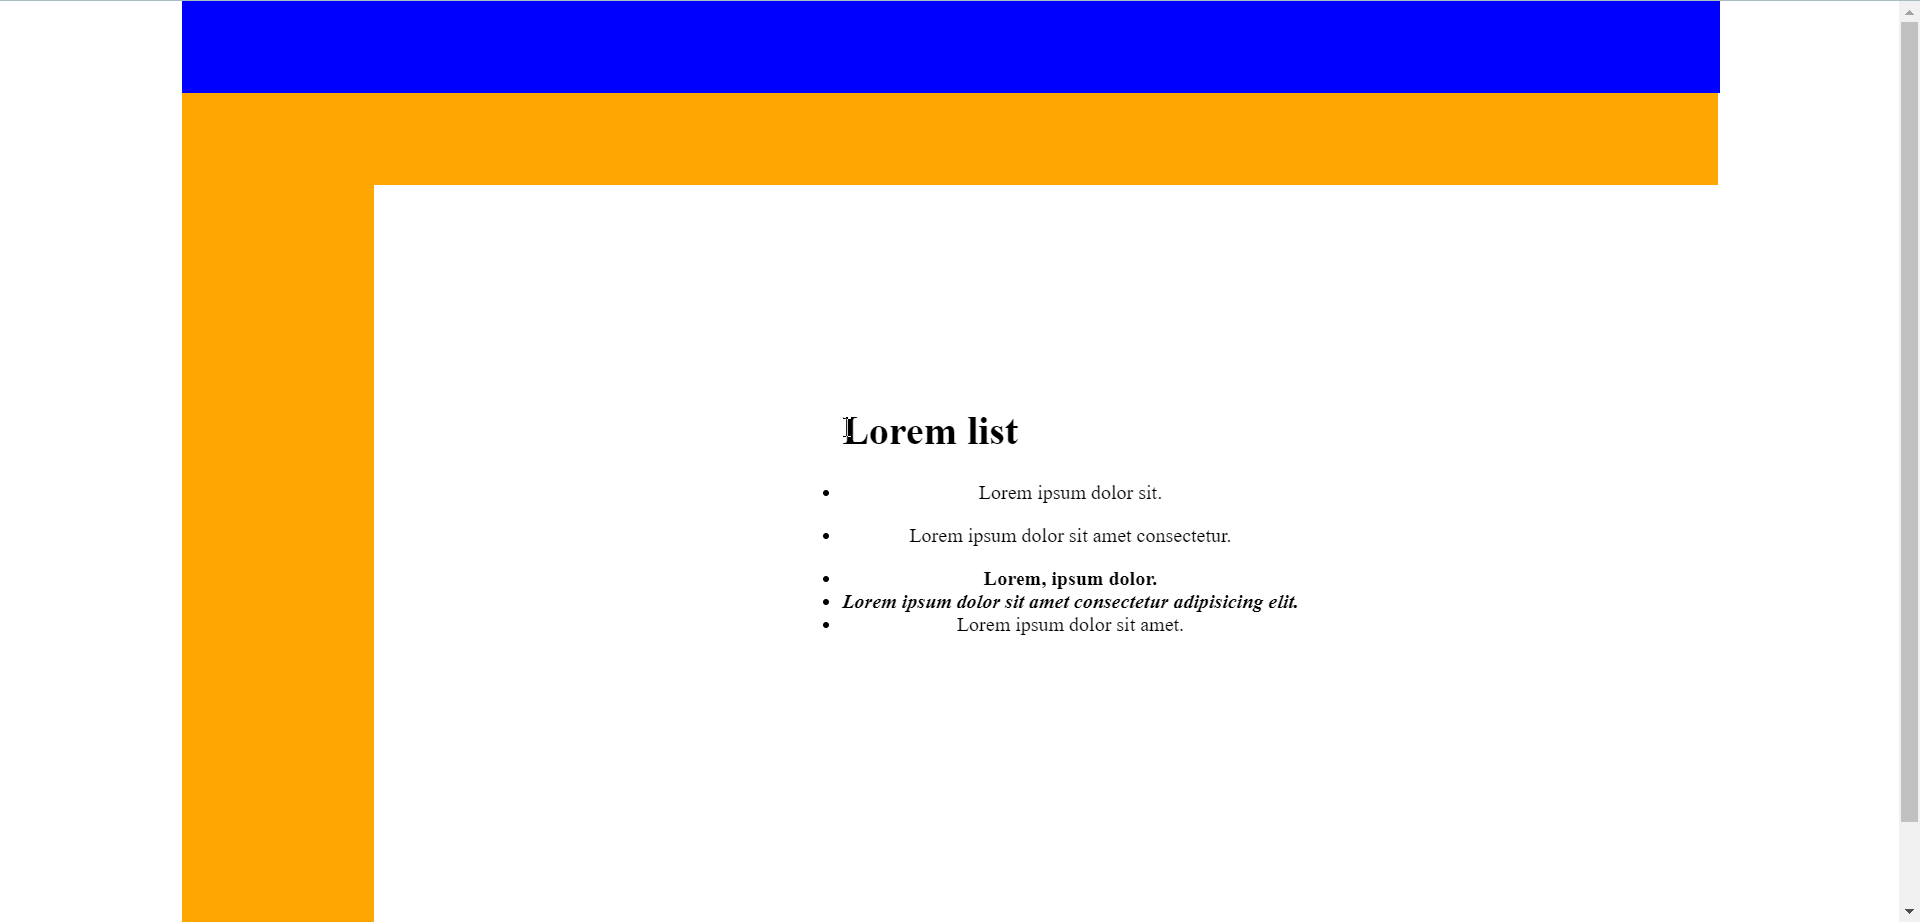 Lorem list
Lorem ipsum dolor sit.
Lorem ipsum dolor sit amet consectetur.
Lorem, ipsum dolor.
Lorem ipsum dolor sit amet consectetur adipisicing elit.
Lorem ipsum dolor sit amet.